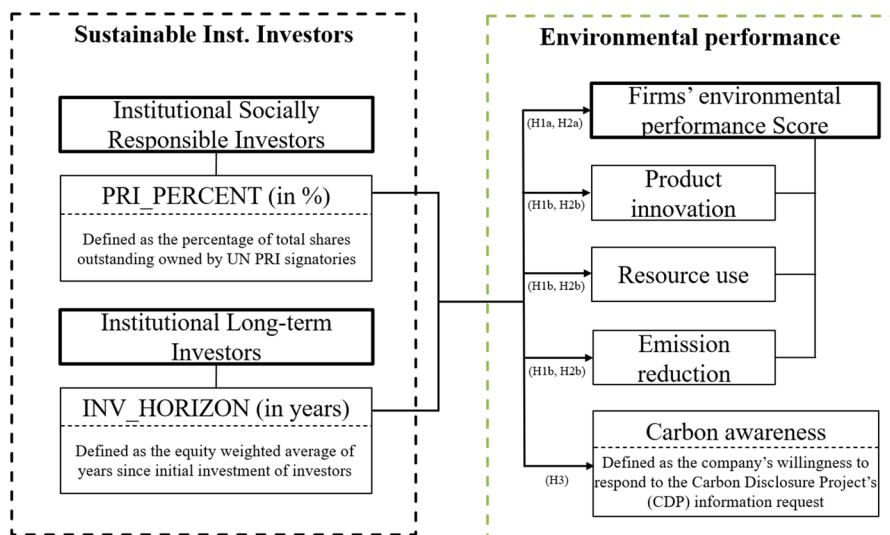 Sustainable Inst. Investors
Institutional Socially
Responsible Investors
PRI_PERCENT (in %)
Defined as the percentage of total shares
outstanding owned by UN PRI signatories
Institutional Long-term
Investors
INV_HORIZON (in years)
Defined as the equity weighted average of
years since initial investment of investors
Environmental performance
(H1a, H2a)
Firms' environmental
performance Score
(H1b, H2b)
Product
innovation
(H1b, H2b)
Resource use
(H1b, H2b)
Emission
reduction
(H3)
Carbon awareness
Defined as the company's willingness to
respond to the Carbon Disclosure Project's
(CDP) information request